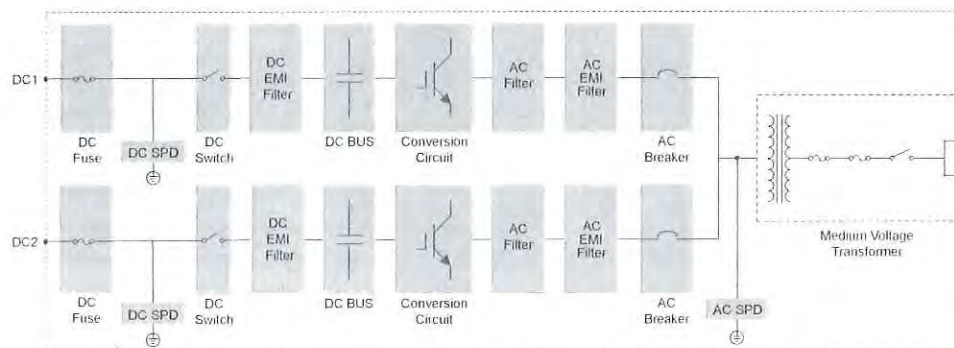 DC1
DC
EMI
Filter
AC
Filter
AC
EMI
Filter
DC
Fuse
DC SPD
DC
Switch
DC BUS
Conversion
Circuit
AC
Breaker
DC2
DC
EMI
Filter
AC
Filter
AC
EMI
Filter
Medium Voltage
Transformer
DC
Fuse
DC SPD
DC
Switch
DC BUS
Conversion
Circuit
AC
Breaker
AC SPD